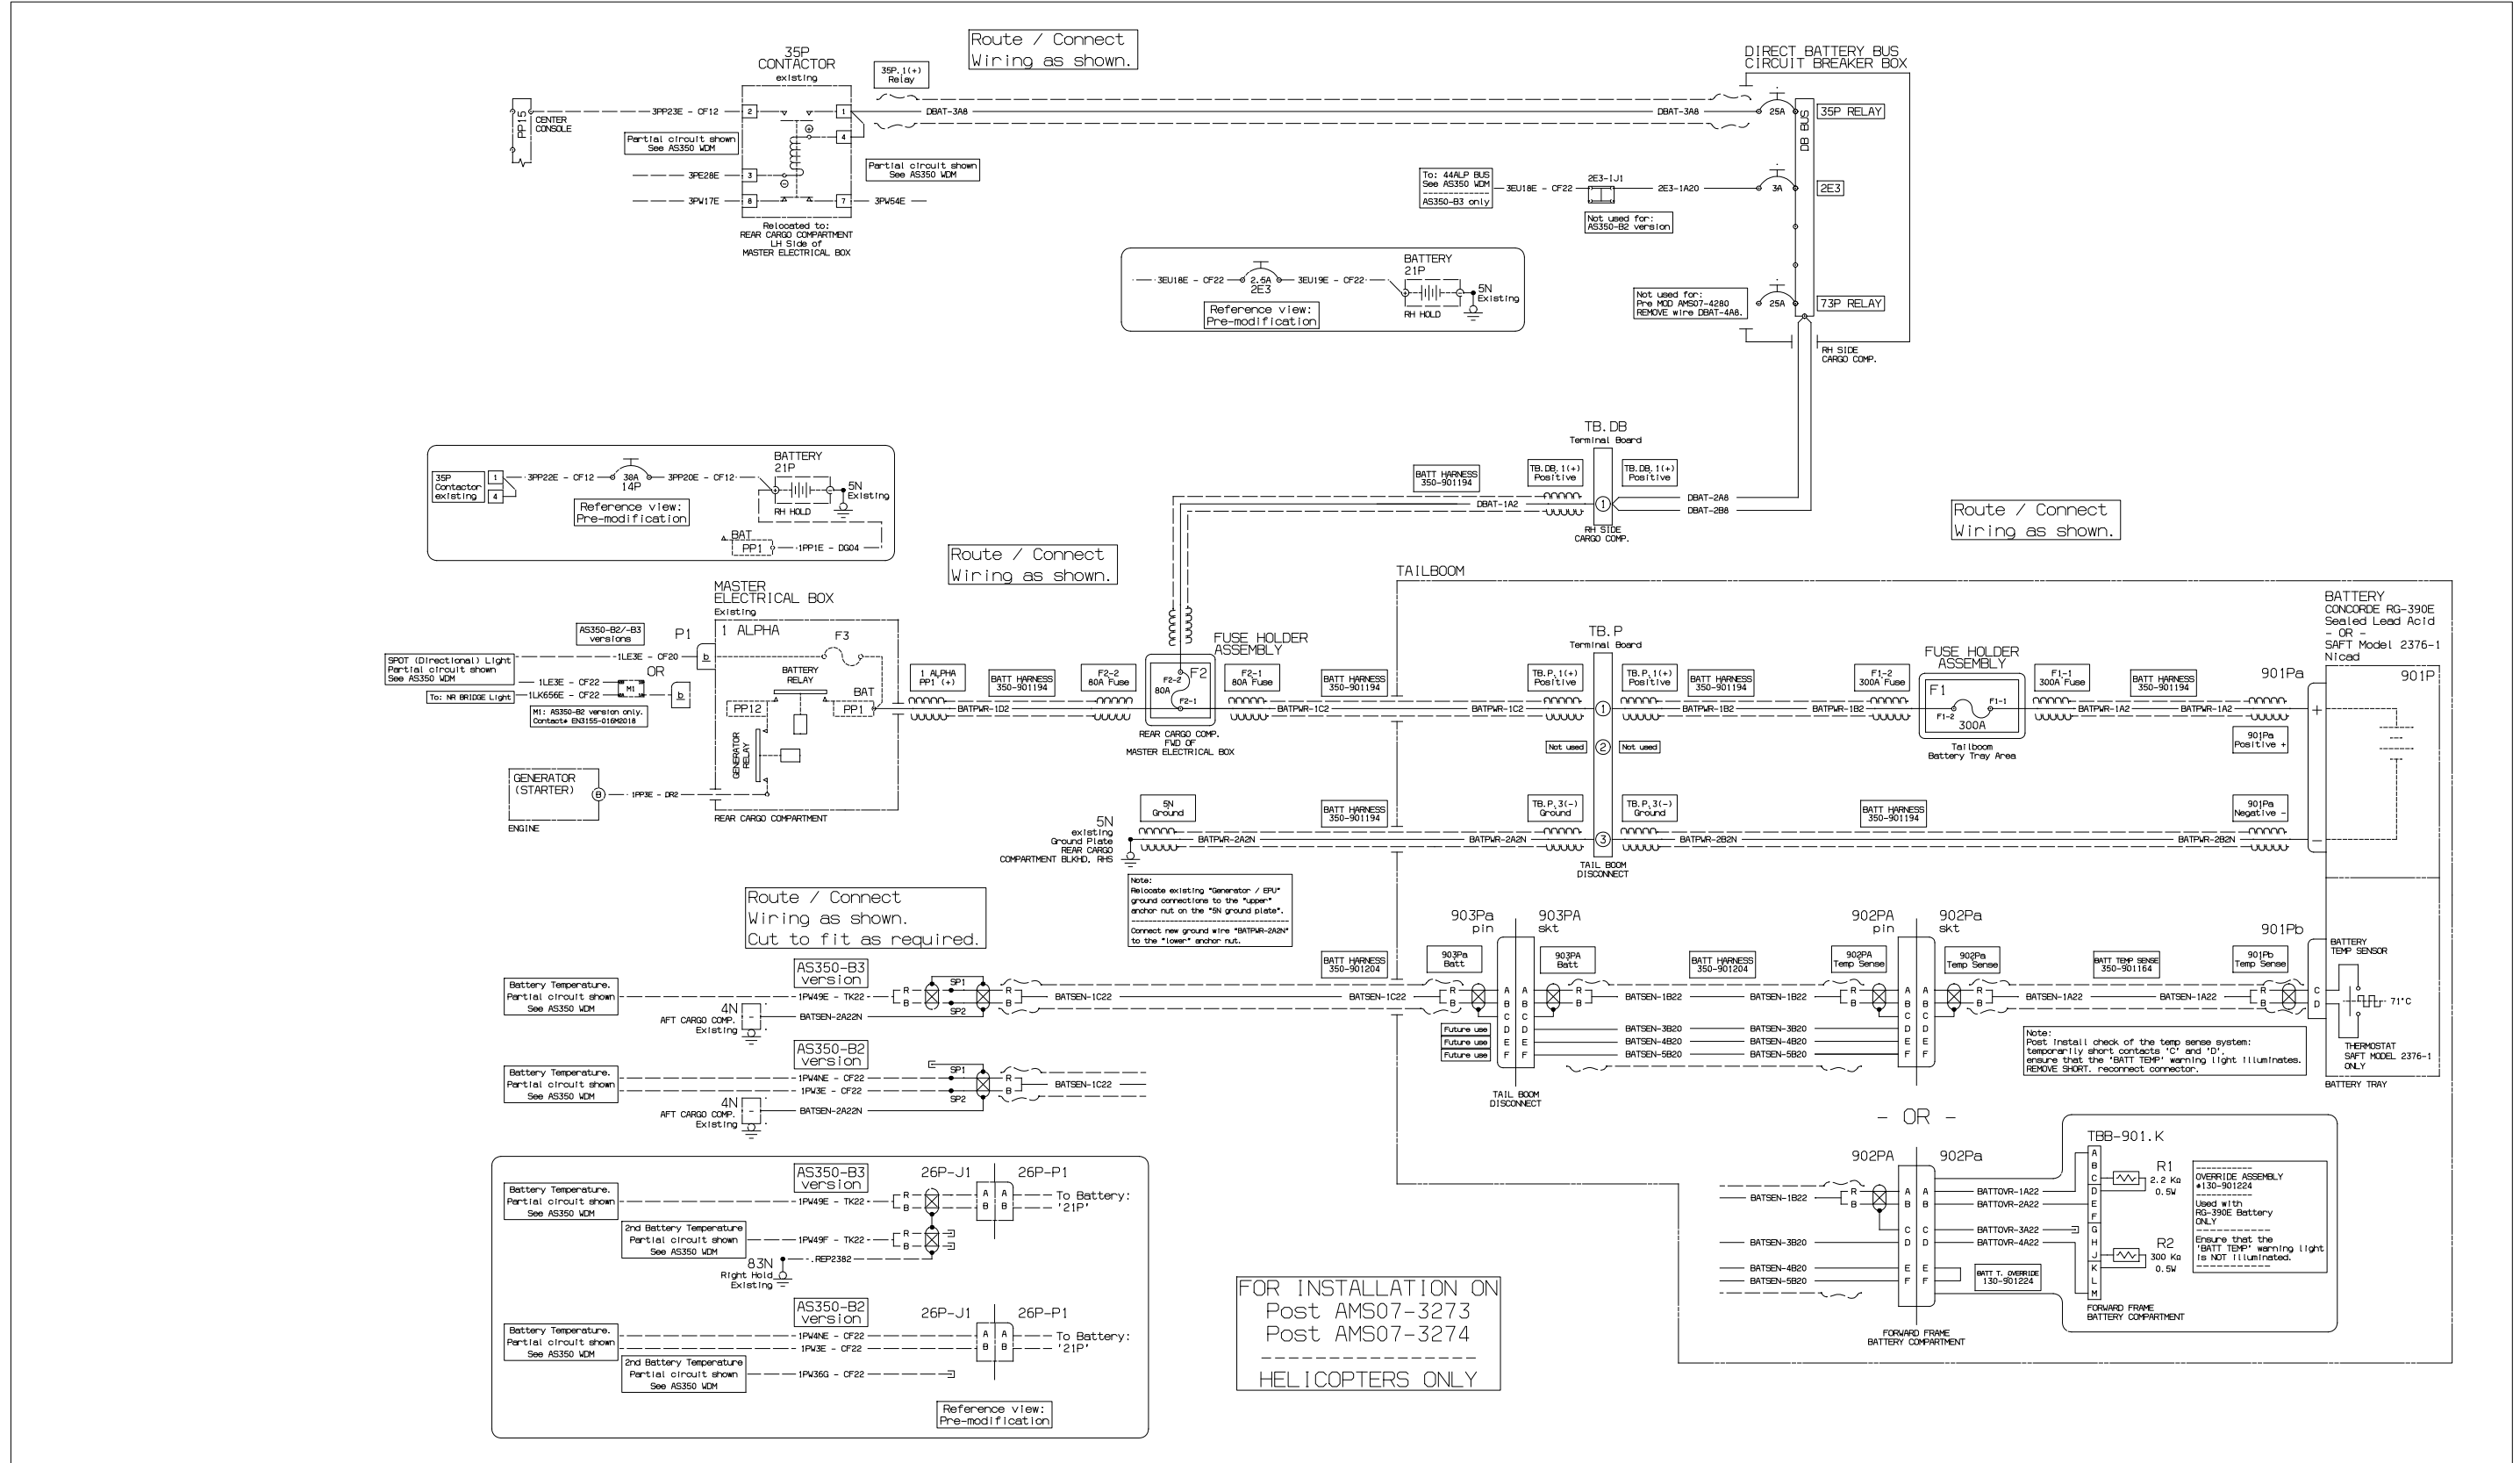 Route / Connect
Wiring as shown.
35P
CONTACTOR
existing
35P.1(+)
Relay
PP15
CENTER
CONSOLE
3PP23E - CF12
2
1
4
3
8
7
Partial circuit shown
See AS350 WDM
3PE28E
3PW17E
3PW54E
Partial circuit shown
See AS350 WDM
Relocated to:
REAR CARGO COMPARTMENT
LH Side of
MASTER ELECTRICAL BOX
DBAT-3A8
DBAT-3A8
DIRECT BATTERY BUS
CIRCUIT BREAKER BOX
25A
DB BUS
35P RELAY
To: 44ALP BUS
See AS350 WDM
AS350-B3 only
3EU18E - CF22
2E3-IJ1
2E3-1A20
3A
2E3
Not used for:
AS350-B2 version
Not used for:
Pre MOD AMS07-4280
REMOVE wire DBAT-4A8.
25A
73P RELAY
RH SIDE
CARGO COMP.
3EU18E - CF22
2.5A
2E3
3EU19E - CF22
BATTERY
21P
RH HOLD
5N
Existing
Reference view:
Pre-modification
35P
Contactor
existing
1
4
3PP22E - CF12
30A
14P
3PP20E - CF12
BATTERY
21P
RH HOLD
5N
Existing
Reference view:
Pre-modification
BAT
PP1
1PP1E - DG04
TB.DB
Terminal Board
BATT HARNESS
350-901194
TB.DB.1(+)
Positive
TB.DB.1(+)
Positive
DBAT-1A2
1
DBAT-2A8
DBAT-2B8
RH SIDE
CARGO COMP.
Route / Connect
Wiring as shown.
Route / Connect
Wiring as shown.
TAILBOOM
MASTER
ELECTRICAL BOX
Existing
1 ALPHA
AS350-B2/-B3
versions
P1
b
F3
SPOT (Directional) Light
Partial circuit shown
See AS350 WDM
1LE3E - CF20
OR
1LE3E - CF22
M1
b
To: NR BRIDGE Light
1LK656E - CF22
M1: AS350-B2 version only.
Contact# EN3155-016M2018
BATTERY
RELAY
BAT
PP12
PP1
GENERATOR
RELAY
GENERATOR
(STARTER)
B
1PP3E - DR2
ENGINE
REAR CARGO COMPARTMENT
1 ALPHA
PP1 (+)
BATT HARNESS
350-901194
F2-2
80A Fuse
BATPWR-1D2
FUSE HOLDER
ASSEMBLY
F2
F2-2
80A
F2-1
REAR CARGO COMP.
FWD OF
MASTER ELECTRICAL BOX
F2-1
80A Fuse
BATT HARNESS
350-901194
BATPWR-1C2
BATPWR-1C2
TB.P
Terminal Board
TB.P.1(+)
Positive
TB.P.1(+)
Positive
1
Not used
2
Not used
BATT HARNESS
350-901194
BATPWR-1B2
BATPWR-1B2
F1-2
300A Fuse
FUSE HOLDER
ASSEMBLY
F1
F1-1
F1-2
300A
Tailboom
Battery Tray Area
F1-1
300A Fuse
BATT HARNESS
350-901194
BATPWR-1A2
BATPWR-1A2
BATTERY
CONCORDE RG-390E
Sealed Lead Acid
- OR -
SAFT Model 2376-1
Nicad
901Pa
901P
+
901Pa
Positive +
901Pa
Negative -
-
5N
existing
Ground Plate
REAR CARGO
COMPARTMENT BLKHD. RHS
5N
Ground
BATT HARNESS
350-901194
BATPWR-2A2N
BATPWR-2A2N
TB.P.3(-)
Ground
TB.P.3(-)
Ground
3
BATT HARNESS
350-901194
BATPWR-2B2N
BATPWR-2B2N
TAIL BOOM
DISCONNECT
Note:
Relocate existing "Generator / EPU"
ground connections to the "upper"
anchor nut on the "5N ground plate".
Connect new ground wire "BATPWR-2A2N"
to the "lower" anchor nut.
Route / Connect
Wiring as shown.
Cut to fit as required.
AS350-B3
version
Battery Temperature.
Partial circuit shown
See AS350 WDM
1PW49E - TK22
R
B
SP1
SP2
R
B
4N
AFT CARGO COMP.
Existing
BATSEN-2A22N
BATSEN-1C22
BATT HARNESS
350-901204
BATSEN-1C22
903Pa
pin
903PA
skt
903Pa
Batt
903PA
Batt
R
B
A A
B B
C C
D D
E E
F F
R
B
Future use
Future use
Future use
TAIL BOOM
DISCONNECT
BATT HARNESS
350-901204
BATSEN-1B22
BATSEN-1B22
BATSEN-3B20
BATSEN-3B20
BATSEN-4B20
BATSEN-4B20
BATSEN-5B20
BATSEN-5B20
902PA
pin
902Pa
skt
902PA
Temp Sense
902Pa
Temp Sense
R
B
A A
B B
C C
D D
E E
F F
R
B
BATT TEMP SENSE
350-901164
BATSEN-1A22
BATSEN-1A22
901Pb
901Pb
Temp Sense
R
B
C
D
BATTERY
TEMP SENSOR
71°C
THERMOSTAT
SAFT MODEL 2376-1
ONLY
BATTERY TRAY
Note:
Post install check of the temp sense system:
temporarily short contacts 'C' and 'D',
ensure that the 'BATT TEMP' warning light illuminates.
REMOVE SHORT. reconnect connector.
AS350-B2
version
Battery Temperature.
Partial circuit shown
See AS350 WDM
1PW4NE - CF22
1PW3E - CF22
SP1
SP2
R
B
BATSEN-1C22
4N
AFT CARGO COMP.
Existing
BATSEN-2A22N
- OR -
AS350-B3
version
26P-J1
26P-P1
Battery Temperature.
Partial circuit shown
See AS350 WDM
1PW49E - TK22
R
B
A A
B B
To Battery:
'21P'
2nd Battery Temperature
Partial circuit shown
See AS350 WDM
1PW49F - TK22
R
B
83N
Right Hold
Existing
.REP2382
AS350-B2
version
26P-J1
26P-P1
Battery Temperature.
Partial circuit shown
See AS350 WDM
1PW4NE - CF22
1PW3E - CF22
A A
B B
To Battery:
'21P'
2nd Battery Temperature
Partial circuit shown
See AS350 WDM
1PW36G - CF22
Reference view:
Pre-modification
FOR INSTALLATION ON
Post AMS07-3273
Post AMS07-3274
HELICOPTERS ONLY
902PA
902Pa
BATSEN-1B22
R
B
A A
B B
C C
D D
E E
F F
BATSEN-3B20
BATSEN-4B20
BATSEN-5B20
BATTOVR-1A22
BATTOVR-2A22
BATTOVR-3A22
BATTOVR-4A22
BATT T. OVERRIDE
130-901224
FORWARD FRAME
BATTERY COMPARTMENT
TBB-901.K
A
B
C
D
E
F
G
H
J
K
L
M
R1
2.2 KΩ
0.5W
R2
300 KΩ
0.5W
FORWARD FRAME
BATTERY COMPARTMENT
OVERRIDE ASSEMBLY
#130-901224
Used with
RG-390E Battery
ONLY
Ensure that the
'BATT TEMP' warning light
is NOT illuminated.